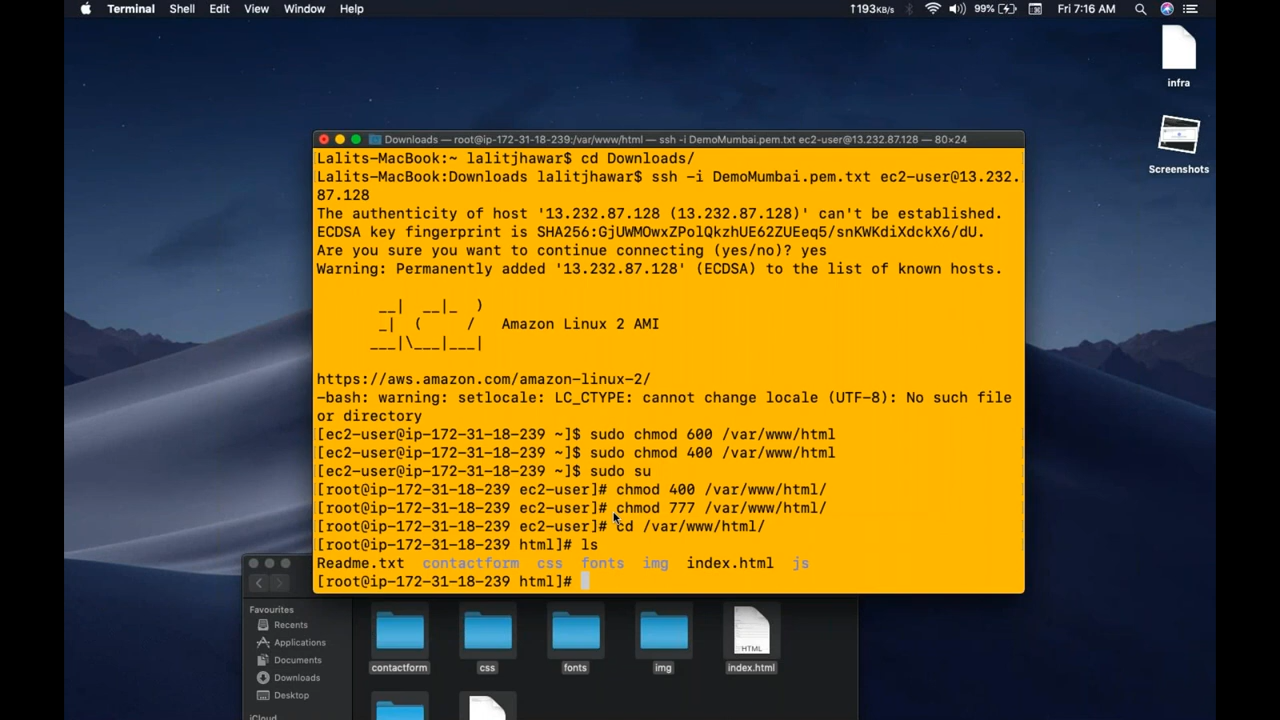 Terminal Shell Edit View Window Help ↑193KB/s 99% Fri 7:16 AM
infra
Screenshots
Downloads — root@ip-172-31-18-239:/var/www/html — ssh -i DemoMumbai.pem.txt ec2-user@13.232.87.128 — 80×24
Lalits-MacBook:~ lalitjhawar$ cd Downloads/
Lalits-MacBook:Downloads lalitjhawar$ ssh -i DemoMumbai.pem.txt ec2-user@13.232.
87.128
The authenticity of host '13.232.87.128 (13.232.87.128)' can't be established.
ECDSA key fingerprint is SHA256:GjUWMOwxZPolQkzhUE62ZUEeq5/snKWKdiXdckX6/dU.
Are you sure you want to continue connecting (yes/no)? yes
Warning: Permanently added '13.232.87.128' (ECDSA) to the list of known hosts.
__|  __|_  )
_|  (     /   Amazon Linux 2 AMI
___|\___|___|
https://aws.amazon.com/amazon-linux-2/
-bash: warning: setlocale: LC_CTYPE: cannot change locale (UTF-8): No such file
or directory
[ec2-user@ip-172-31-18-239 ~]$ sudo chmod 600 /var/www/html
[ec2-user@ip-172-31-18-239 ~]$ sudo chmod 400 /var/www/html
[ec2-user@ip-172-31-18-239 ~]$ sudo su
[root@ip-172-31-18-239 ec2-user]# chmod 400 /var/www/html/
[root@ip-172-31-18-239 ec2-user]# chmod 777 /var/www/html/
[root@ip-172-31-18-239 ec2-user]# cd /var/www/html/
[root@ip-172-31-18-239 html]# ls
Readme.txt contactform css fonts img index.html js
[root@ip-172-31-18-239 html]#
Favourites
Recents
Applications
Documents
Downloads
Desktop
iCloud
HTML
contactform css fonts img index.html